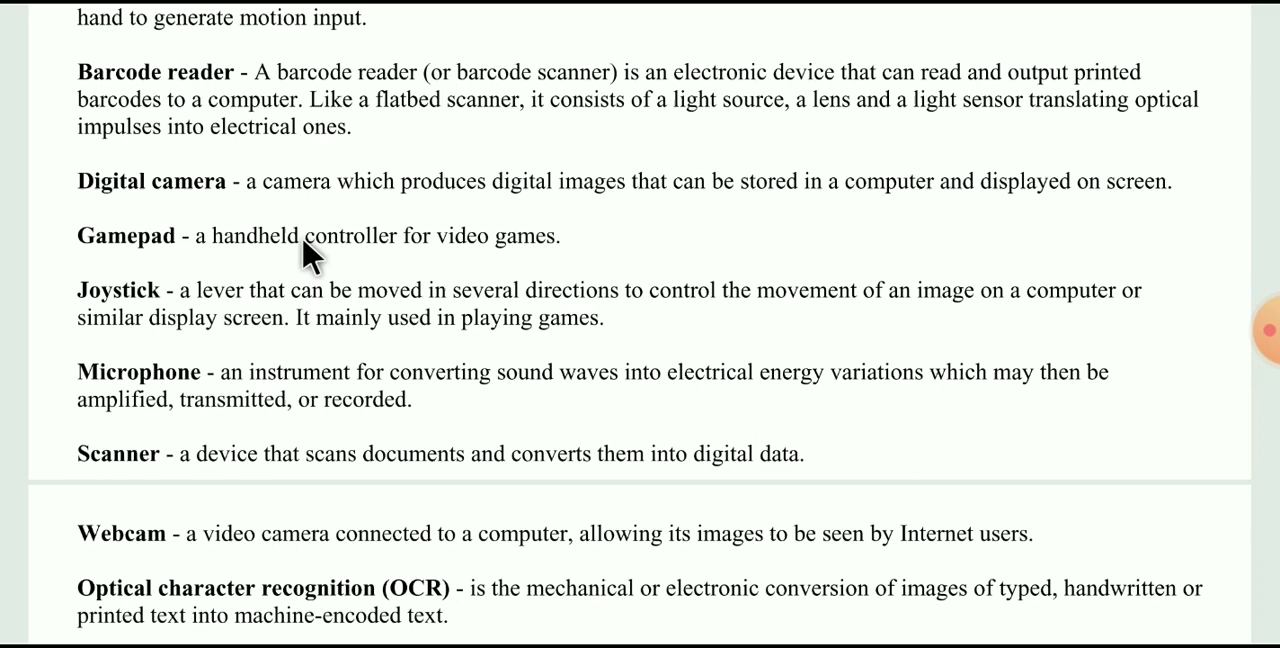 hand to generate motion input.
Barcode reader - A barcode reader (or barcode scanner) is an electronic device that can read and output printed
barcodes to a computer. Like a flatbed scanner, it consists of a light source, a lens and a light sensor translating optical
impulses into electrical ones.
Digital camera - a camera which produces digital images that can be stored in a computer and displayed on screen.
Gamepad - a handheld controller for video games.
Joystick - a lever that can be moved in several directions to control the movement of an image on a computer or
similar display screen. It mainly used in playing games.
Microphone - an instrument for converting sound waves into electrical energy variations which may then be
amplified, transmitted, or recorded.
Scanner - a device that scans documents and converts them into digital data.
Webcam - a video camera connected to a computer, allowing its images to be seen by Internet users.
Optical character recognition (OCR) - is the mechanical or electronic conversion of images of typed, handwritten or
printed text into machine-encoded text.